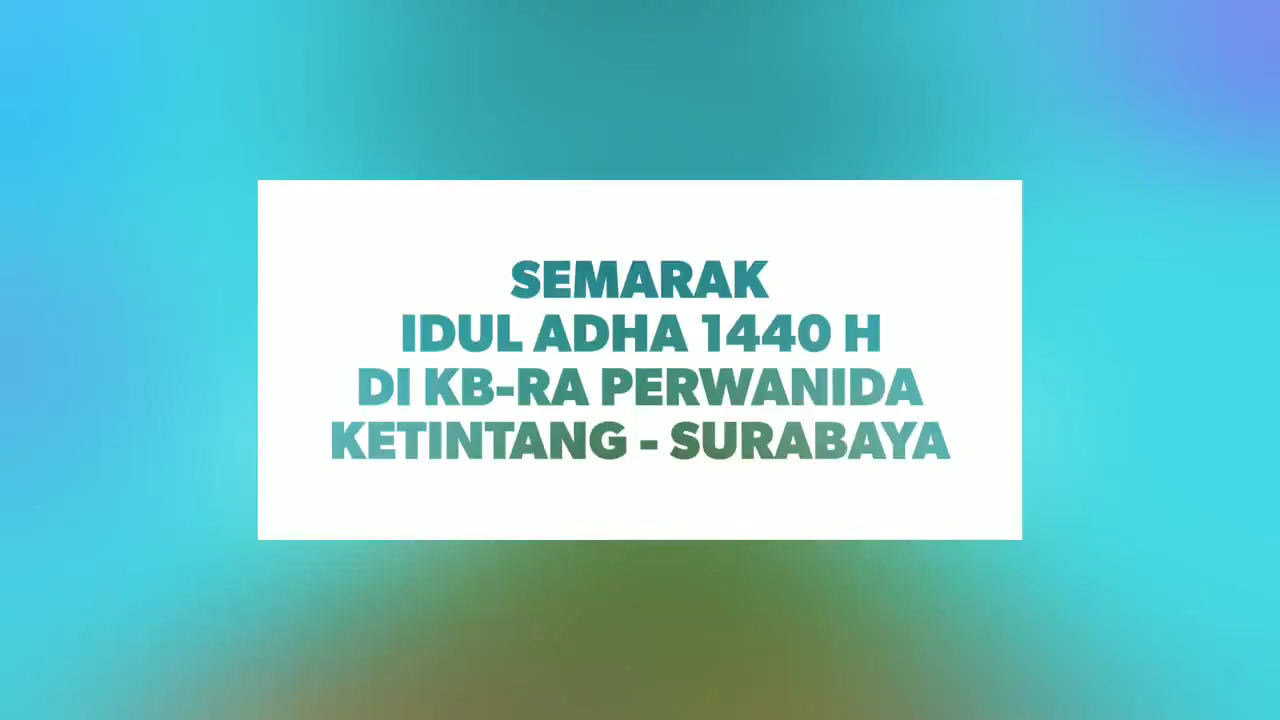 SEMARAK
IDUL ADHA 1440 H
DI KB-RA PERWANIDA
KETINTANG - SURABAYA